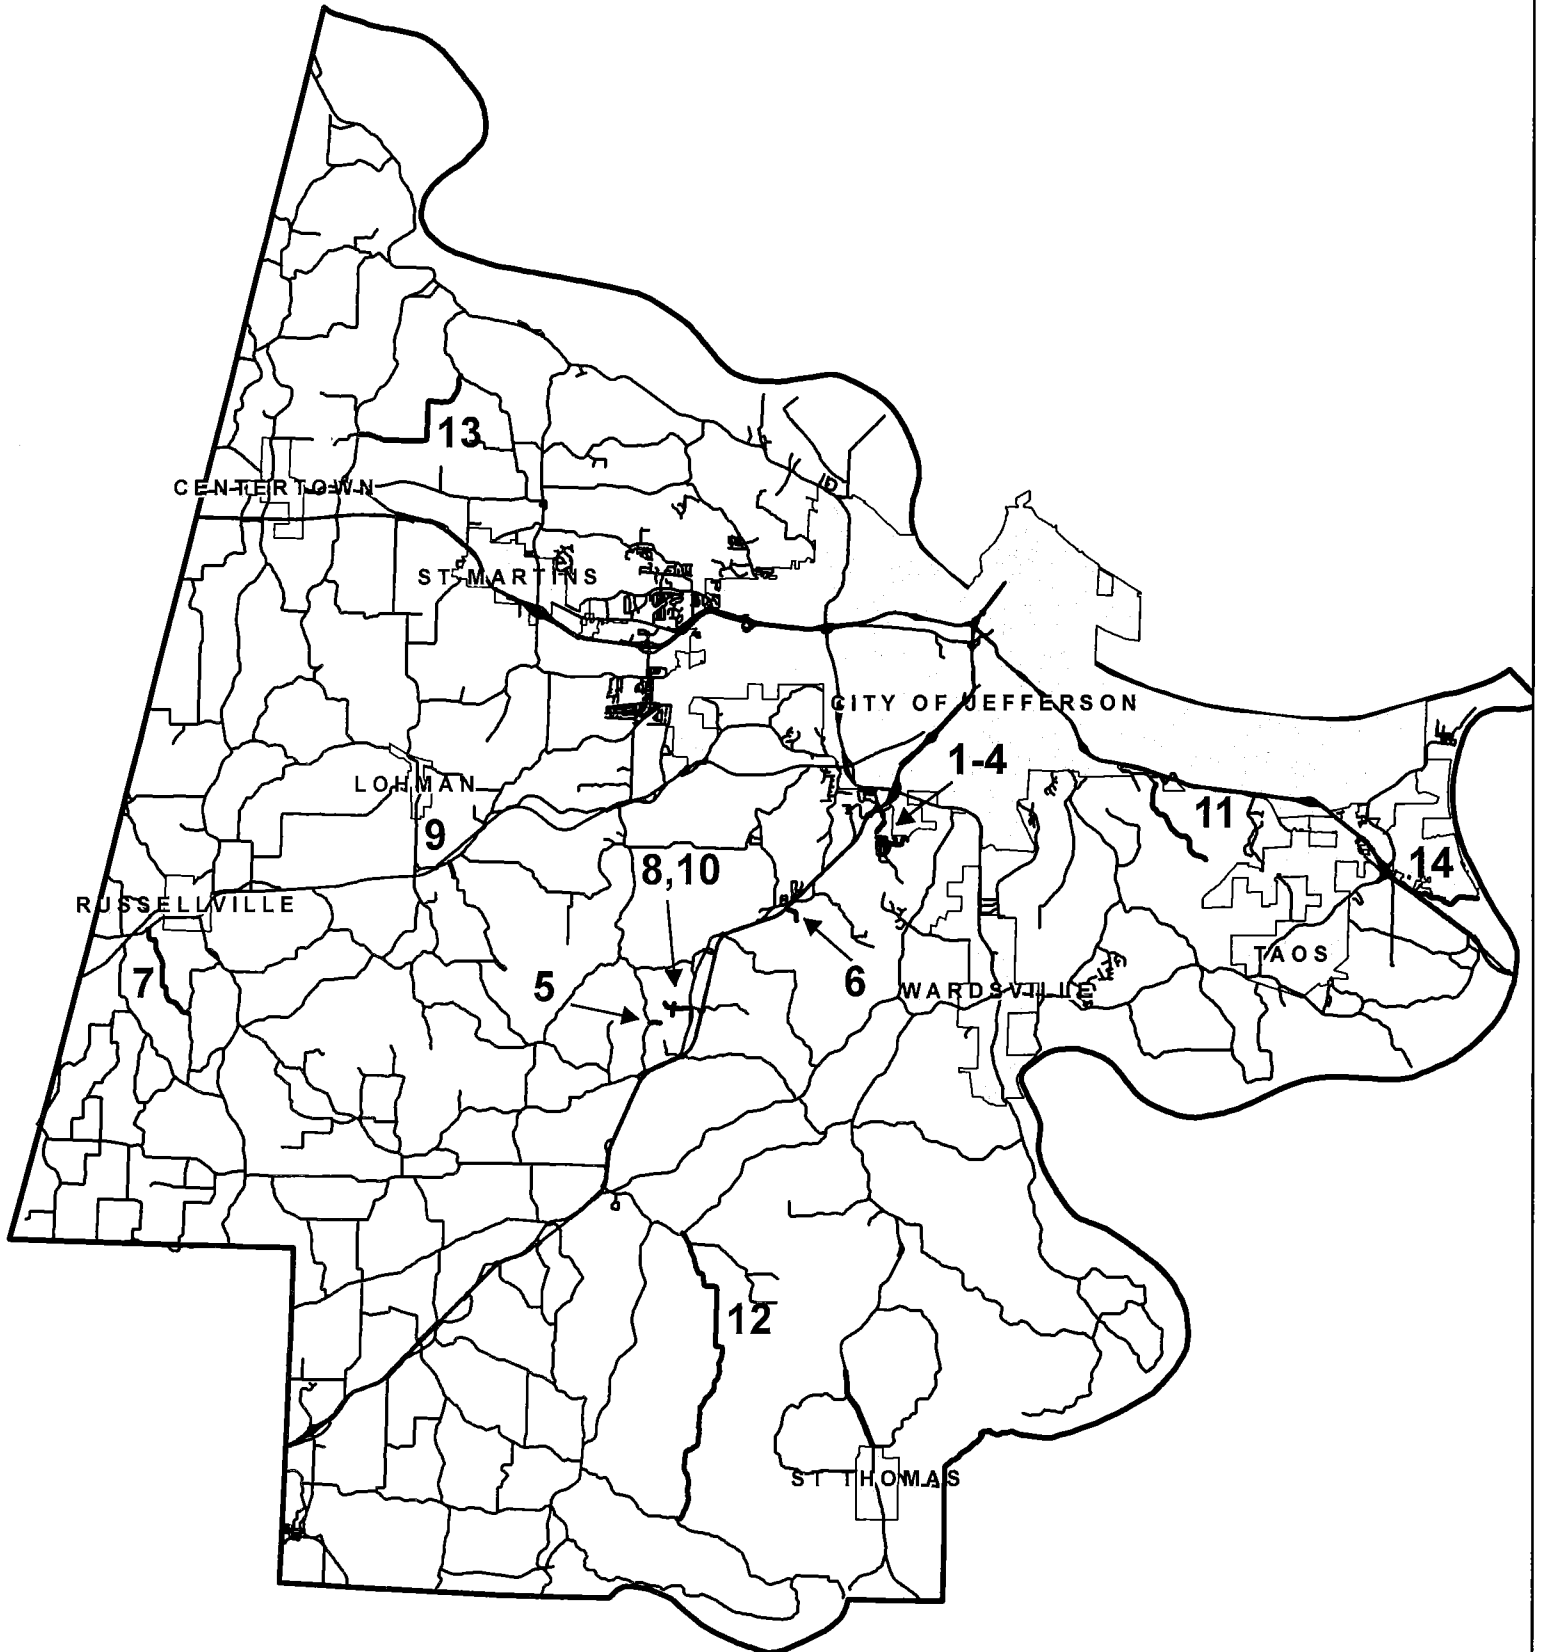 13
CENTERTOWN
ST MARTINS
CITY OF JEFFERSON
1-4
LOHMAN
11
9
8,10
14
RUSSELLVILLE
TAOS
7
5
6
WARDSVILLE
12
ST THOMAS